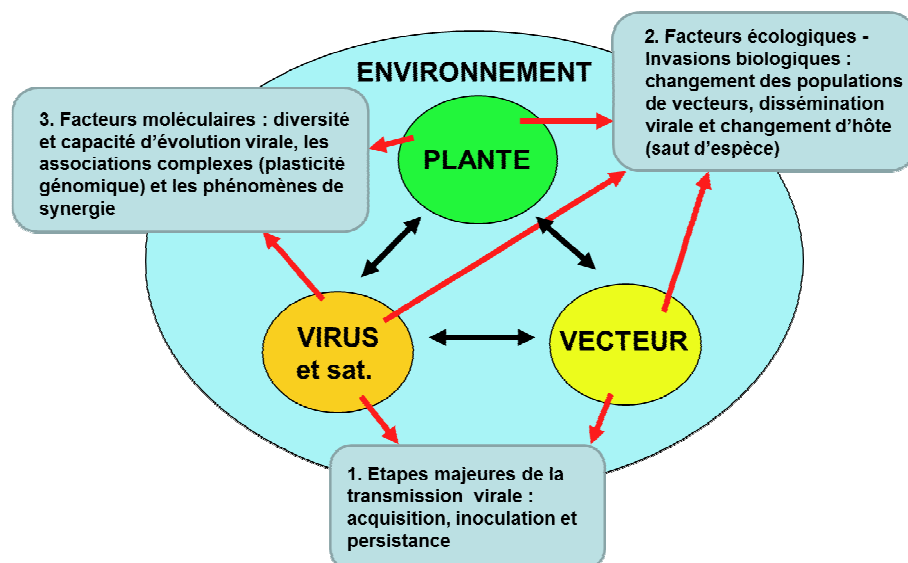 ENVIRONNEMENT
2. Facteurs écologiques -
Invasions biologiques :
changement des populations
de vecteurs, dissémination
virale et changement d'hôte
(saut d'espèce)
3. Facteurs moléculaires : diversité
et capacité d'évolution virale, les
associations complexes (plasticité
génomique) et les phénomènes de
synergie
PLANTE
VIRUS
et sat.
VECTEUR
1. Etapes majeures de la
transmission virale :
acquisition, inoculation et
persistance